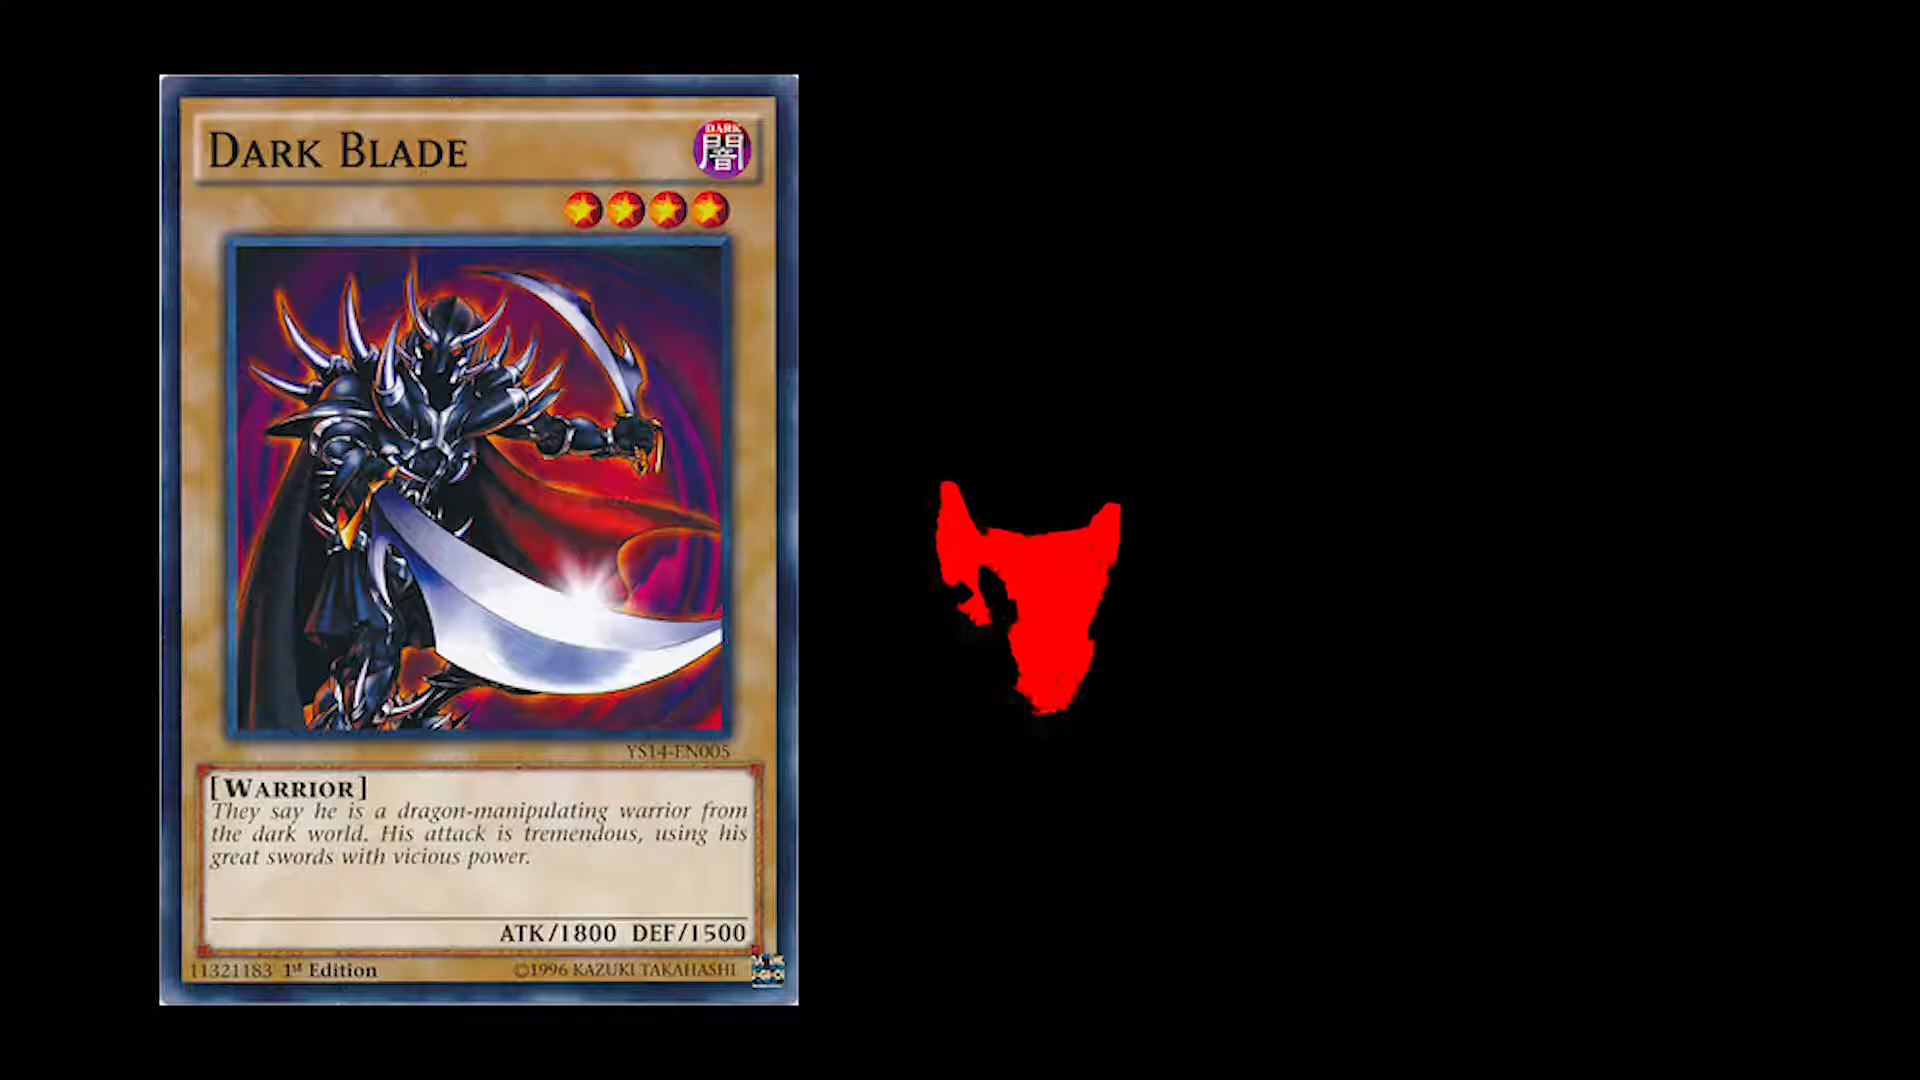 DARK BLADE
DARK
闇
YS14-EN005
[WARRIOR]
They say he is a dragon-manipulating warrior from
the dark world. His attack is tremendous, using his
great swords with vicious power.
ATK/1800 DEF/1500
11321183 1st Edition
©1996 KAZUKI TAKAHASHI